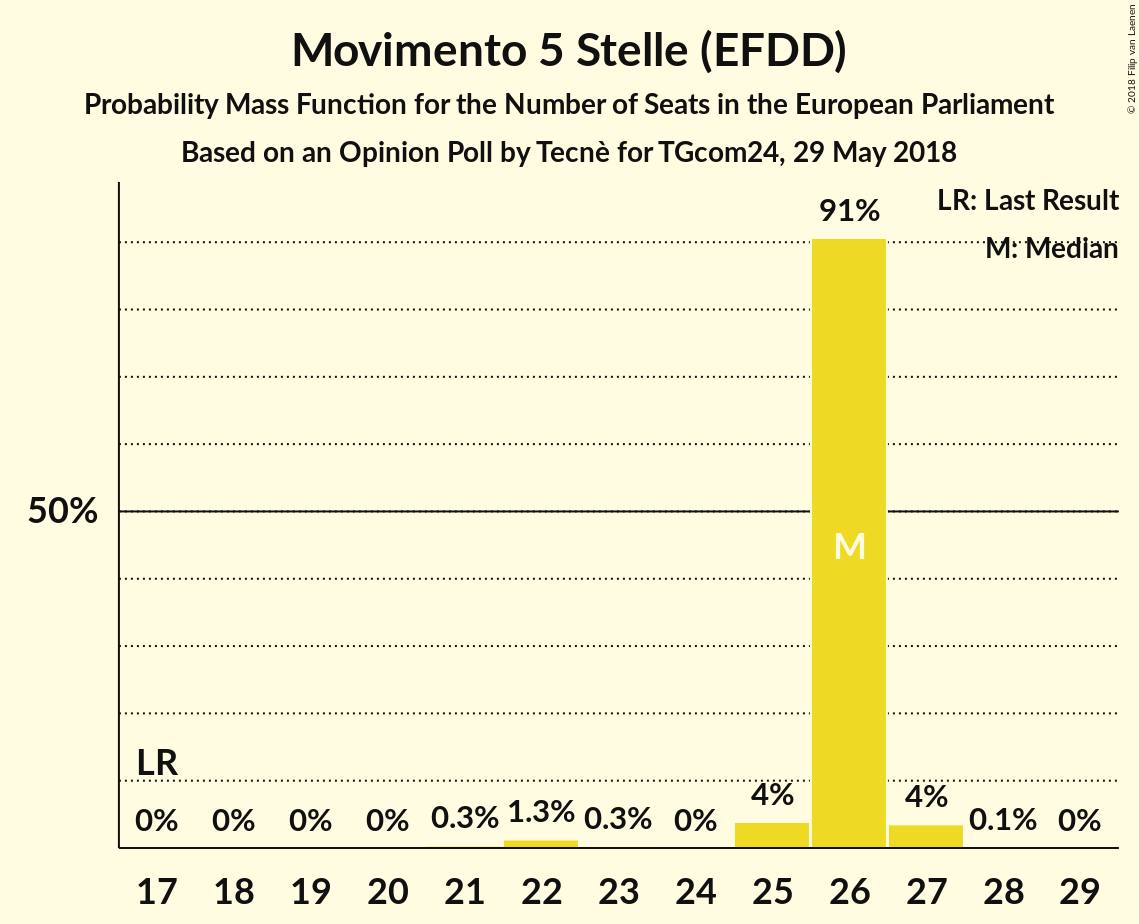 Movimento 5 Stelle (EFDD)
Probability Mass Function for the Number of Seats in the European Parliament
Based on an Opinion Poll by Tecnè for TGcom24, 29 May 2018
© 2018 Filip van Laenen
LR: Last Result
M: Median
91%
50%
M
LR
0% 0% 0% 0% 0.3% 1.3% 0.3% 0% 4% 4% 0.1% 0%
17 18 19 20 21 22 23 24 25 26 27 28 29